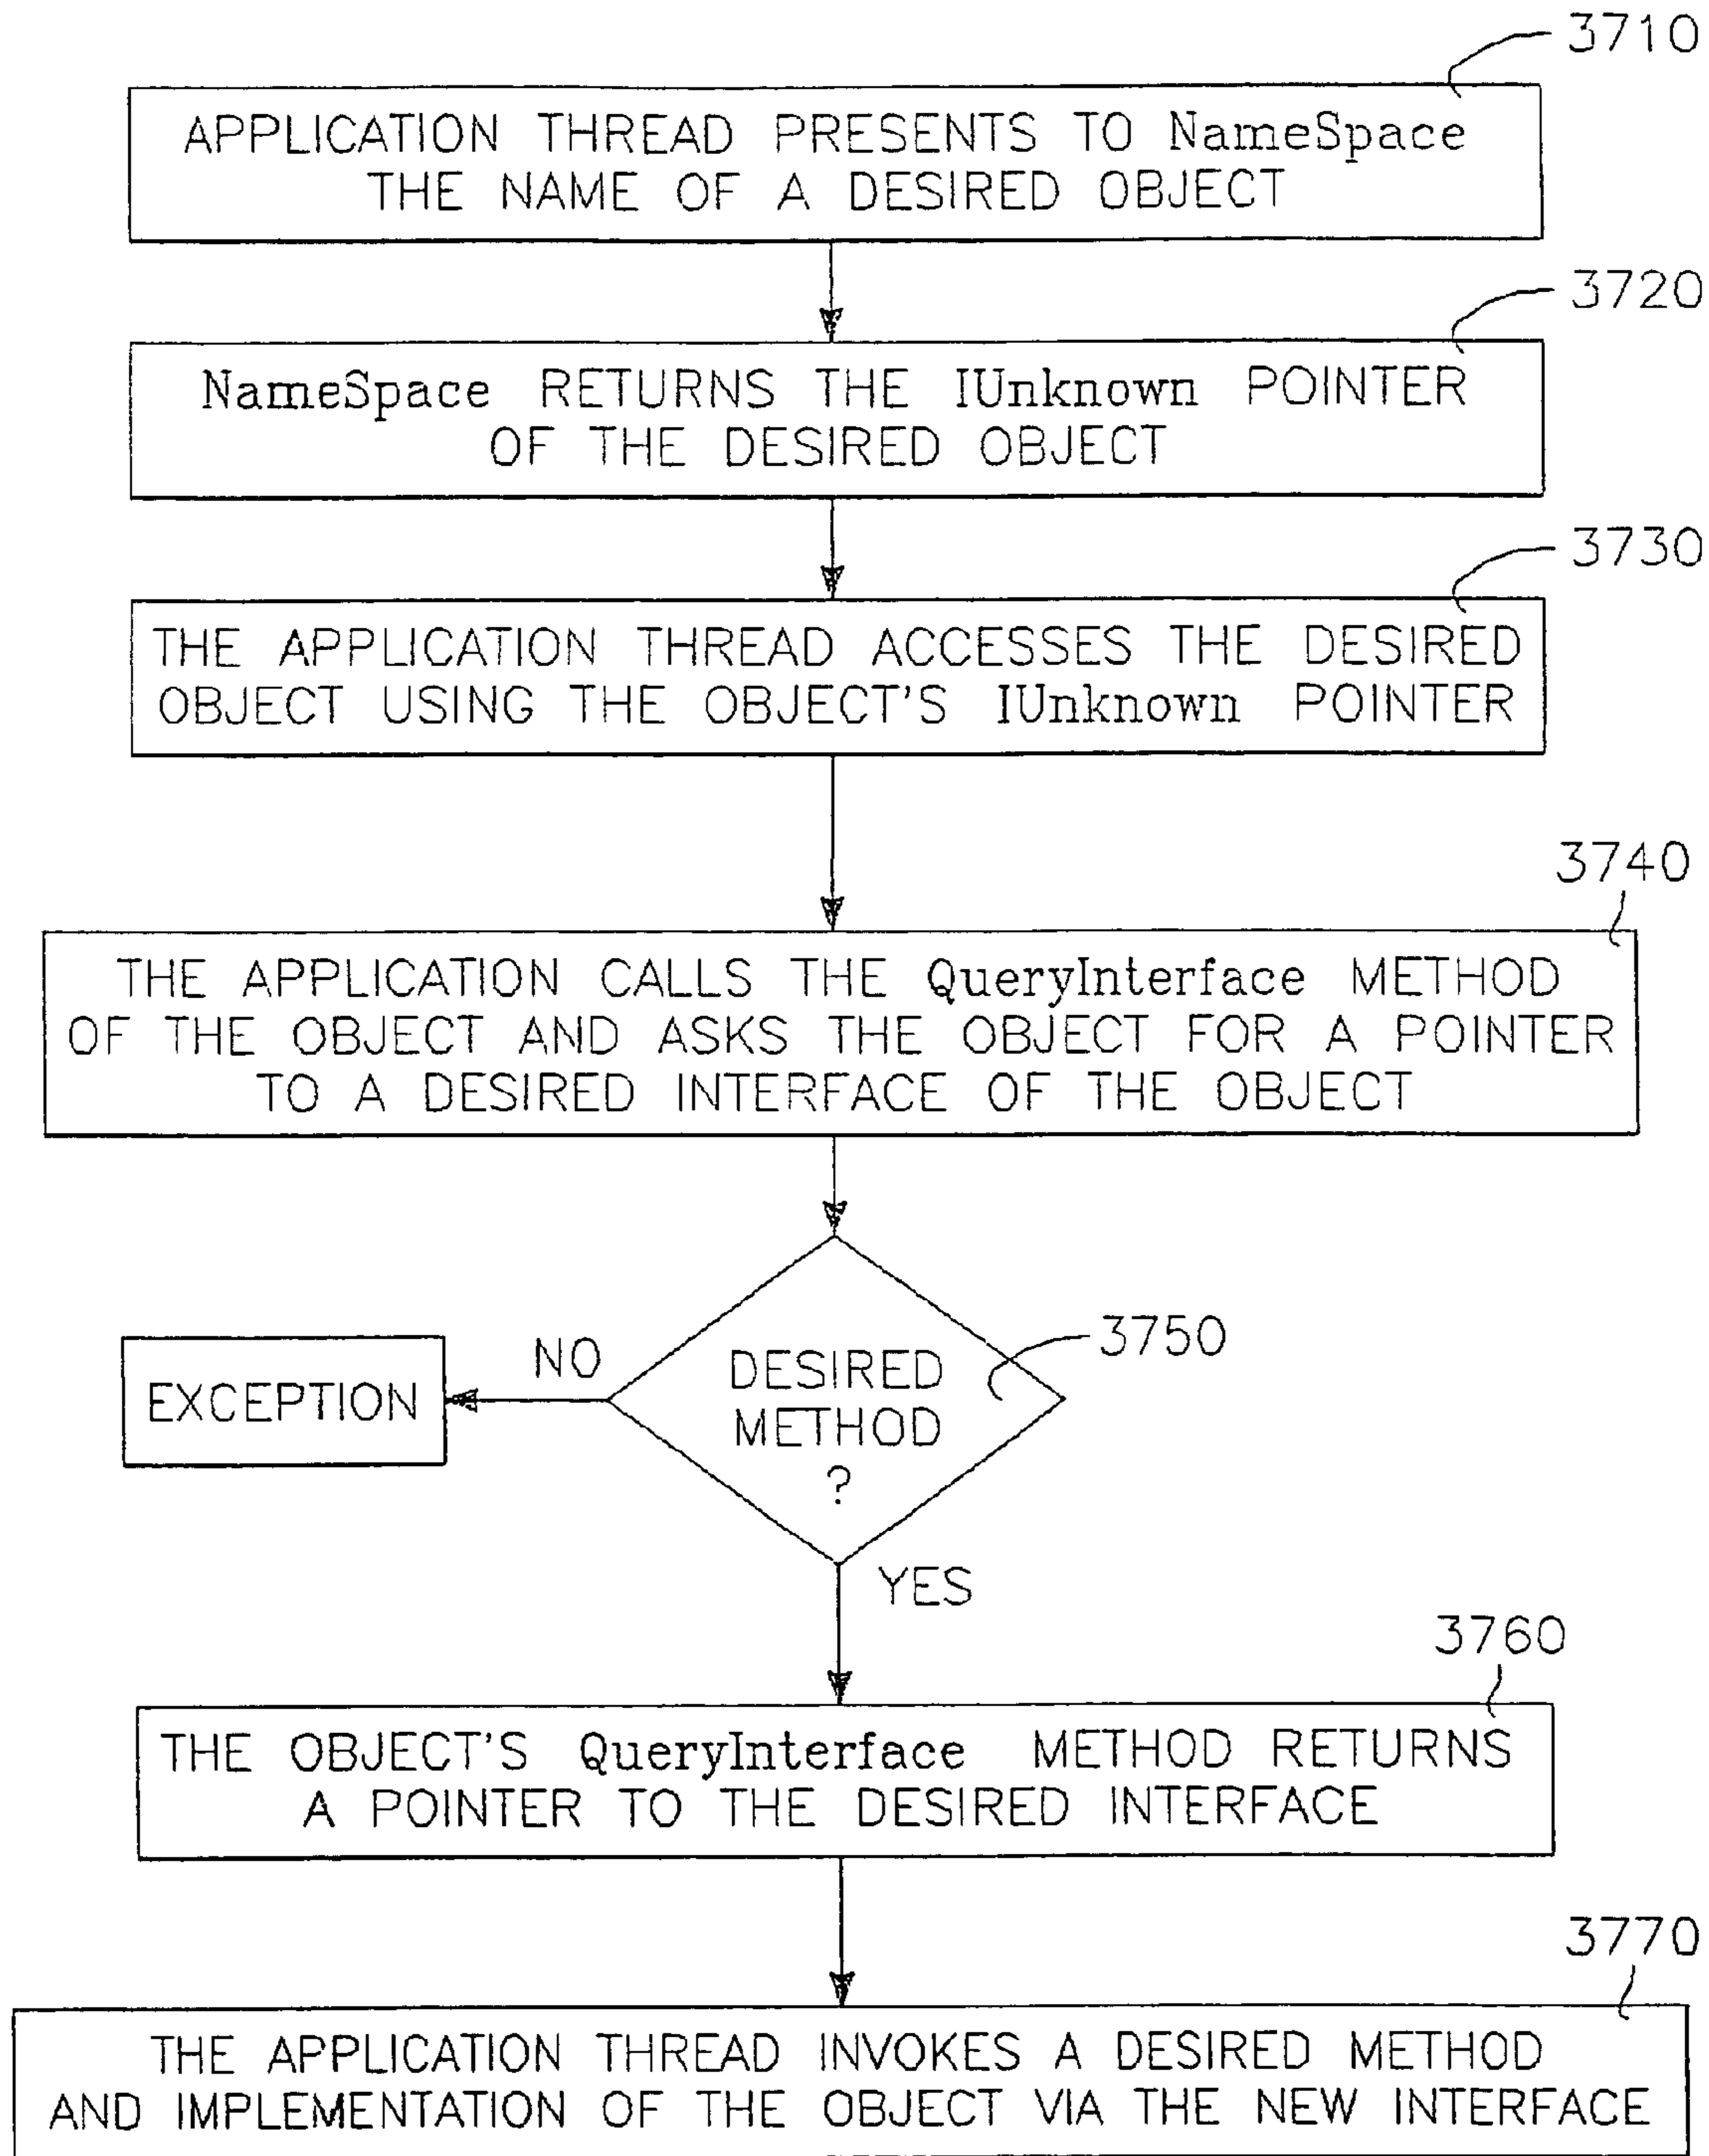 3710
APPLICATION THREAD PRESENTS TO NameSpace
THE NAME OF A DESIRED OBJECT
3720
NameSpace RETURNS THE IUnknown POINTER
OF THE DESIRED OBJECT
3730
THE APPLICATION THREAD ACCESSES THE DESIRED
OBJECT USING THE OBJECT'S IUnknown POINTER
3740
THE APPLICATION CALLS THE QueryInterface METHOD
OF THE OBJECT AND ASKS THE OBJECT FOR A POINTER
TO A DESIRED INTERFACE OF THE OBJECT
3750
DESIRED
METHOD
?
NO
EXCEPTION
YES
3760
THE OBJECT'S QueryInterface METHOD RETURNS
A POINTER TO THE DESIRED INTERFACE
3770
THE APPLICATION THREAD INVOKES A DESIRED METHOD
AND IMPLEMENTATION OF THE OBJECT VIA THE NEW INTERFACE